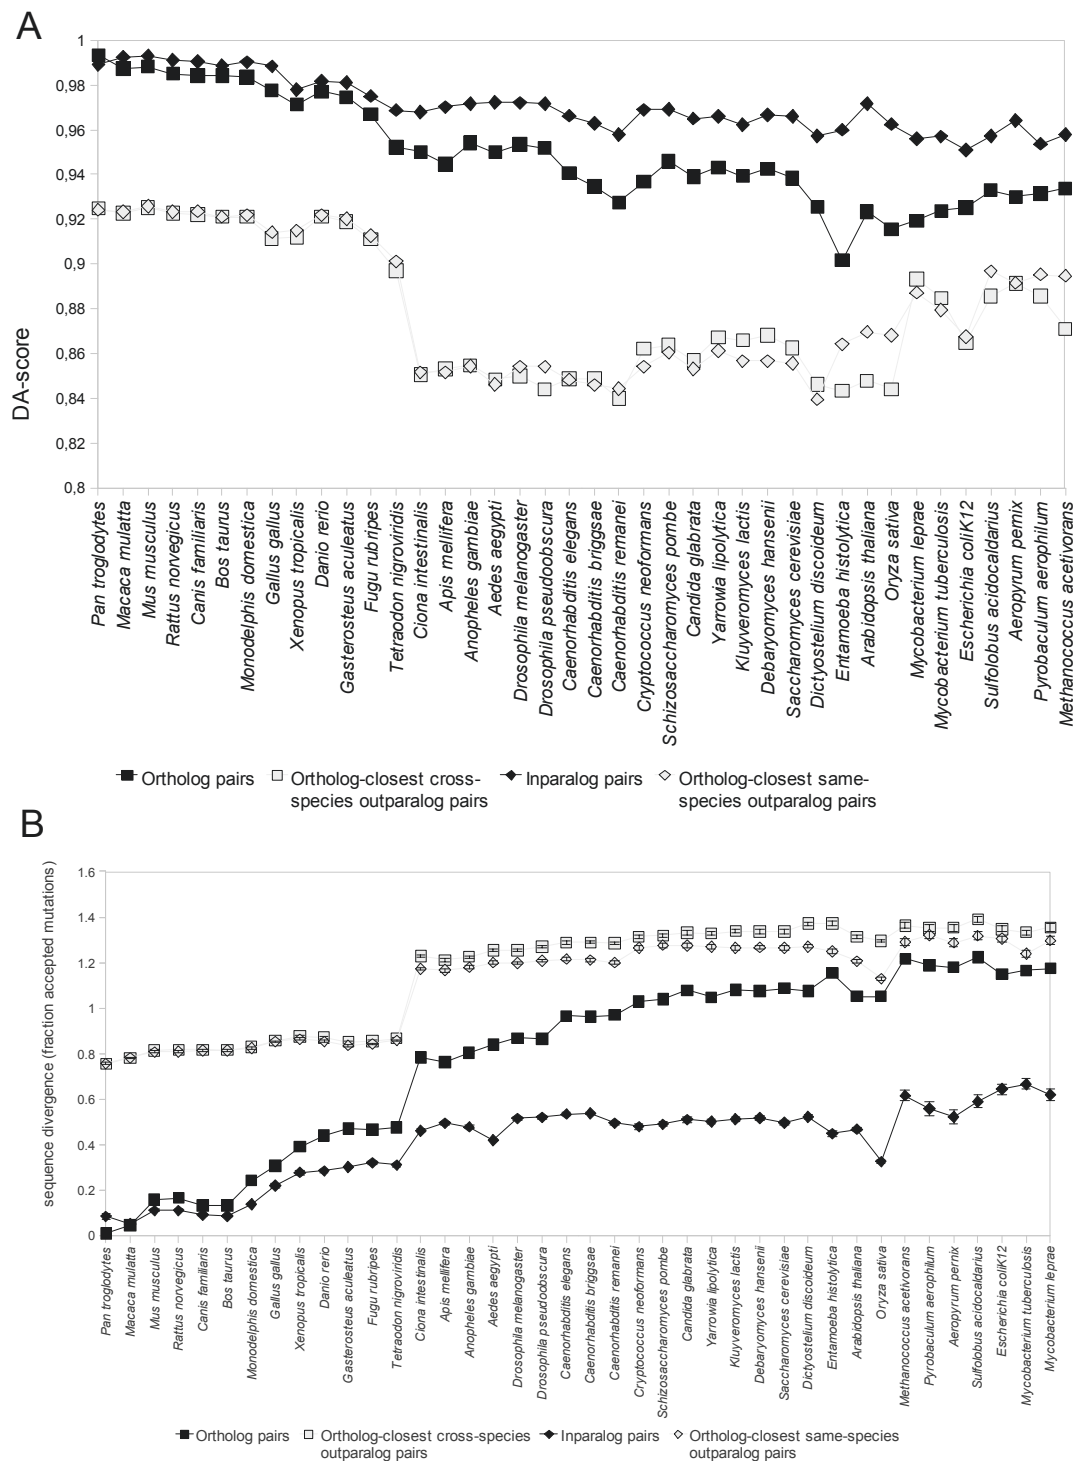 A
1
0,98
0,96
0,94
0,92
0,9
0,88
0,86
0,84
0,82
0,8
DA-score
Pan troglodytes
Macaca mulatta
Mus musculus
Rattus norvegicus
Canis familiaris
Bos taurus
Monodelphis domestica
Gallus gallus
Xenopus tropicalis
Danio rerio
Gasterosteus aculeatus
Fugu rubripes
Tetraodon nigroviridis
Ciona intestinalis
Apis mellifera
Anopheles gambiae
Aedes aegypti
Drosophila melanogaster
Drosophila pseudoobscura
Caenorhabditis elegans
Caenorhabditis briggsae
Caenorhabditis remanei
Cryptococcus neoformans
Schizosaccharomyces pombe
Candida glabrata
Yarrowia lipolytica
Kluyveromyces lactis
Debaryomyces hansenii
Saccharomyces cerevisiae
Dictyostelium discoideum
Entamoeba histolytica
Arabidopsis thaliana
Oryza sativa
Mycobacterium leprae
Mycobacterium tuberculosis
Escherichia coliK12
Sulfolobus acidocaldarius
Aeropyrum pernix
Pyrobaculum aerophilum
Methanococcus acetivorans
Ortholog pairs
Ortholog-closest cross-
species outparalog pairs
Inparalog pairs
Ortholog-closest same-
species outparalog pairs
B
1.6
1.4
1.2
1
0.8
0.6
0.4
0.2
0
sequence divergence (fraction accepted mutations)
Pan troglodytes
Macaca mulatta
Mus musculus
Rattus norvegicus
Canis familiaris
Bos taurus
Monodelphis domestica
Gallus gallus
Xenopus tropicalis
Danio rerio
Gasterosteus aculeatus
Fugu rubripes
Tetraodon nigroviridis
Ciona intestinalis
Apis mellifera
Anopheles gambiae
Aedes aegypti
Drosophila melanogaster
Drosophila pseudoobscura
Caenorhabditis elegans
Caenorhabditis briggsae
Caenorhabditis remanei
Cryptococcus neoformans
Schizosaccharomyces pombe
Candida glabrata
Yarrowia lipolytica
Kluyveromyces lactis
Debaryomyces hansenii
Saccharomyces cerevisiae
Dictyostelium discoideum
Entamoeba histolytica
Arabidopsis thaliana
Oryza sativa
Methanococcus acetivorans
Pyrobaculum aerophilum
Aeropyrum pernix
Sulfolobus acidocaldarius
Escherichia coliK12
Mycobacterium tuberculosis
Mycobacterium leprae
Ortholog pairs
Ortholog-closest cross-species
outparalog pairs
Inparalog pairs
Ortholog-closest same-species
outparalog pairs